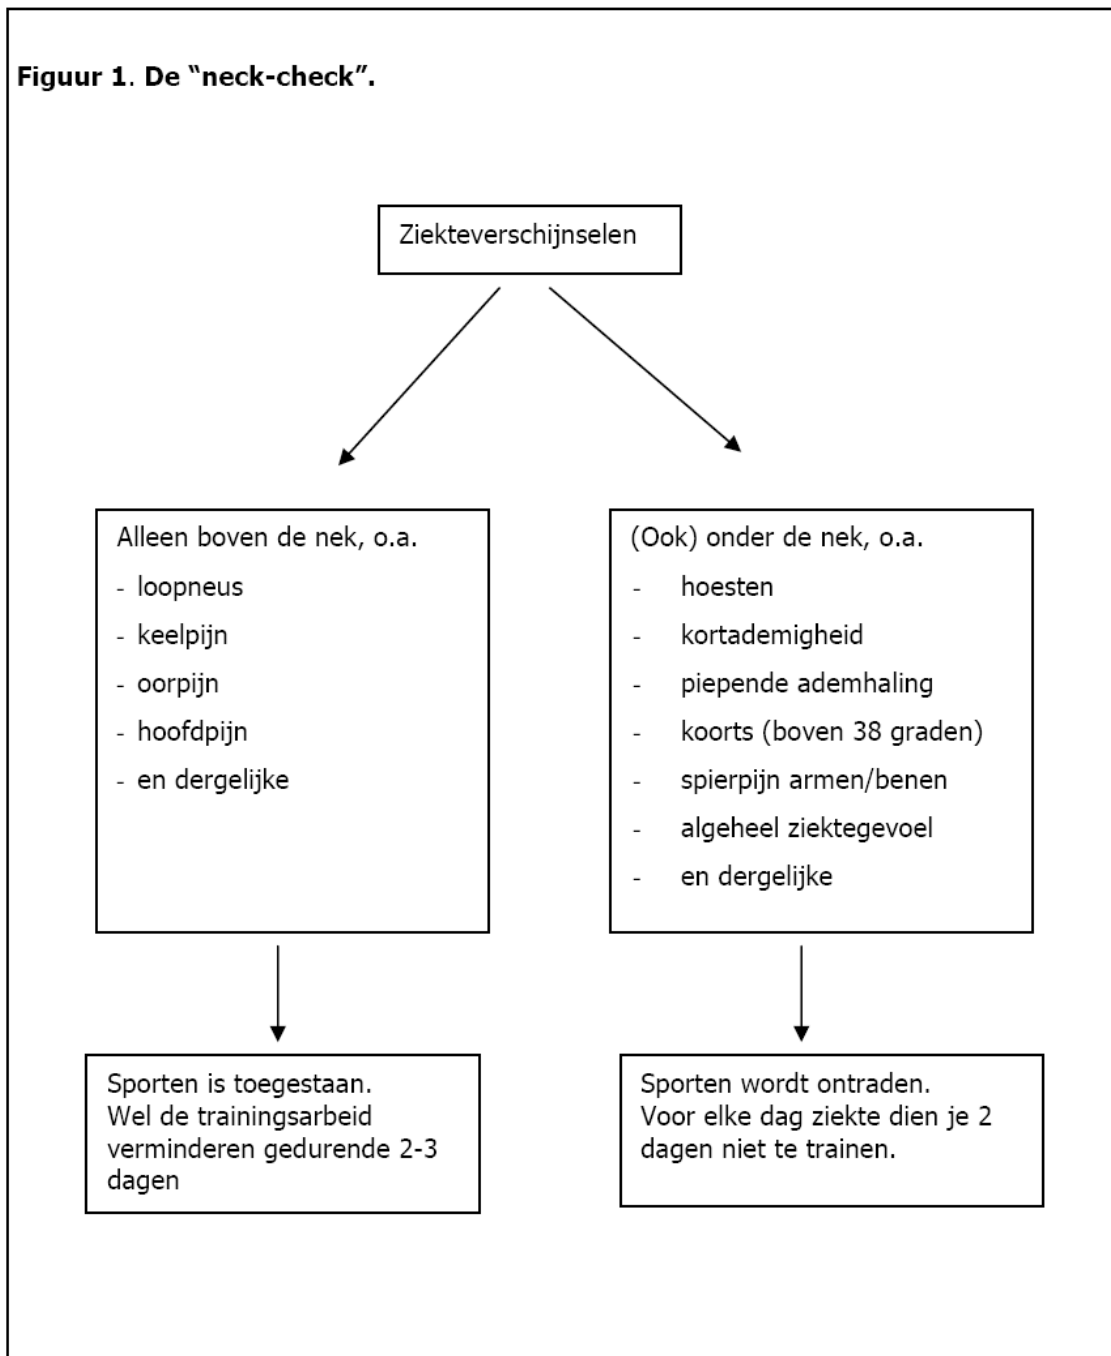 Figuur 1. De “neck-check”.
Ziekteverschijnselen
Alleen boven de nek, o.a.
- loopneus
- keelpijn
- oorpijn
- hoofdpijn
- en dergelijke
(Ook) onder de nek, o.a.
- hoesten
- kortademigheid
- piepende ademhaling
- koorts (boven 38 graden)
- spierpijn armen/benen
- algeheel ziektegevoel
- en dergelijke
Sporten is toegestaan.
Wel de trainingsarbeid
verminderen gedurende 2-3
dagen
Sporten wordt ontraden.
Voor elke dag ziekte dien je 2
dagen niet te trainen.